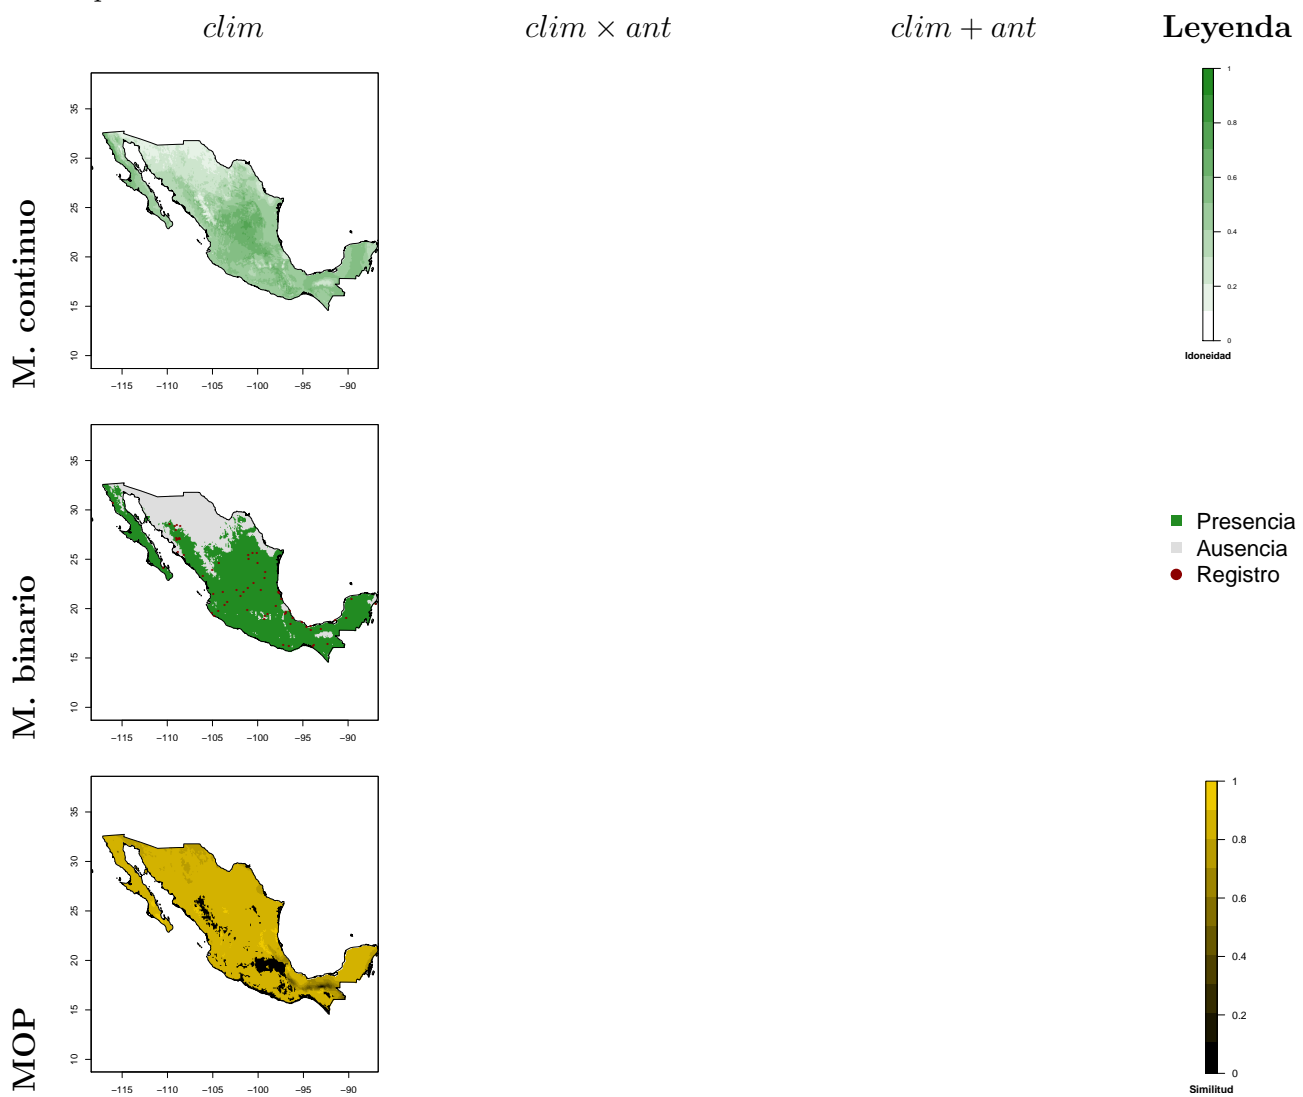 clim
clim × ant
clim + ant
Leyenda
M. continuo
35
30
25
20
15
10
−115 −110 −105 −100 −95 −90
1
0.8
0.6
0.4
0.2
0
Idoneidad
M. binario
35
30
25
20
15
10
−115 −110 −105 −100 −95 −90
Presencia
Ausencia
Registro
MOP
35
30
25
20
15
10
−115 −110 −105 −100 −95 −90
1
0.8
0.6
0.4
0.2
0
Similitud